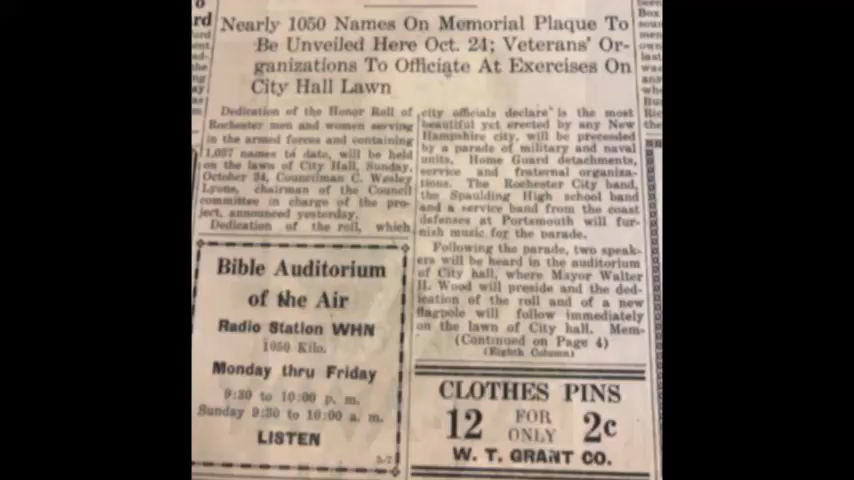 Nearly 1050 Names On Memorial Plaque To
Be Unveiled Here Oct. 24; Veterans' Or-
ganizations To Officiate At Exercises On
City Hall Lawn
Dedication of the Honor Roll of
Rochester men and women serving
in the armed forces and containing
1,057 names to date, will be held
on the lawn of City Hall, Sunday,
October 24, Councilman C. Wesley
Lyons, chairman of the Council
committee in charge of the pro-
ject, announced yesterday.
Dedication of the roll, which
city officials declare is the most
beautiful yet erected by any New
Hampshire city, will be preceded
by a parade of military and naval
units, Home Guard detachments,
service and fraternal organiza-
tions. The Rochester City band,
the Spaulding High school band
and a service band from the coast
defenses at Portsmouth will fur-
nish music for the parade.
Following the parade, two speak-
ers will be heard in the auditorium
of City hall, where Mayor Walter
H. Wood will preside and the ded-
ication of the roll and of a new
flagpole will follow immediately
on the lawn of City hall. Mem-
(Continued on Page 4)
(Eighth Column)
Bible Auditorium
of the Air
Radio Station WHN
1050 Kilo.
Monday thru Friday
9:30 to 10:00 p. m.
Sunday 9:30 to 10:00 a. m.
LISTEN
CLOTHES PINS
12 FOR ONLY 2c
W. T. GRANT CO.